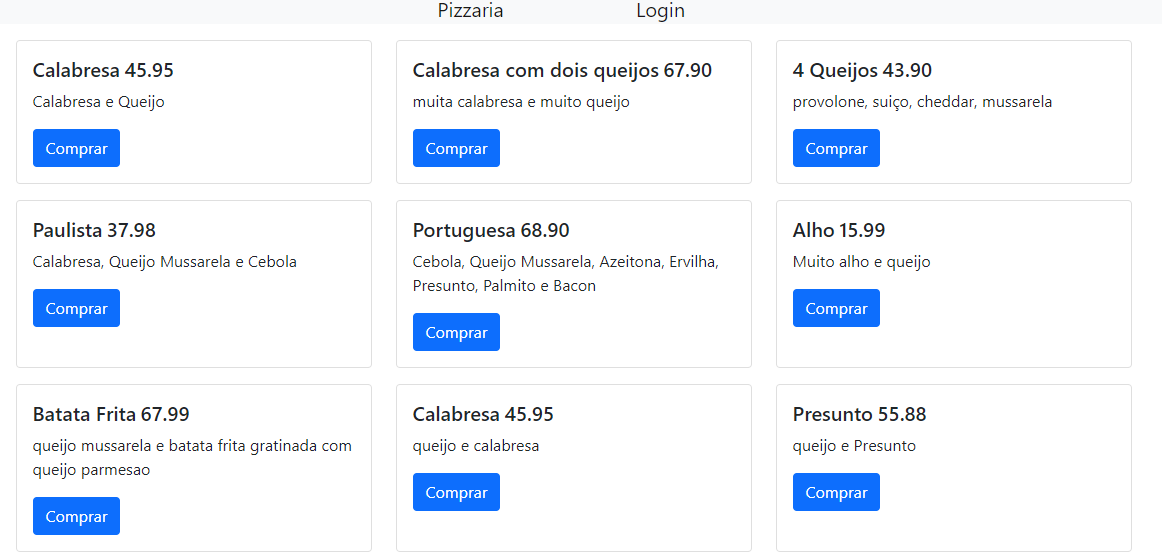 Pizzaria
Login
Calabresa 45.95
Calabresa e Queijo
Comprar
Calabresa com dois queijos 67.90
muita calabresa e muito queijo
Comprar
4 Queijos 43.90
provolone, suiço, cheddar, mussarela
Comprar
Paulista 37.98
Calabresa, Queijo Mussarela e Cebola
Comprar
Portuguesa 68.90
Cebola, Queijo Mussarela, Azeitona, Ervilha,
Presunto, Palmito e Bacon
Comprar
Alho 15.99
Muito alho e queijo
Comprar
Batata Frita 67.99
queijo mussarela e batata frita gratinada com
queijo parmesao
Comprar
Calabresa 45.95
queijo e calabresa
Comprar
Presunto 55.88
queijo e Presunto
Comprar